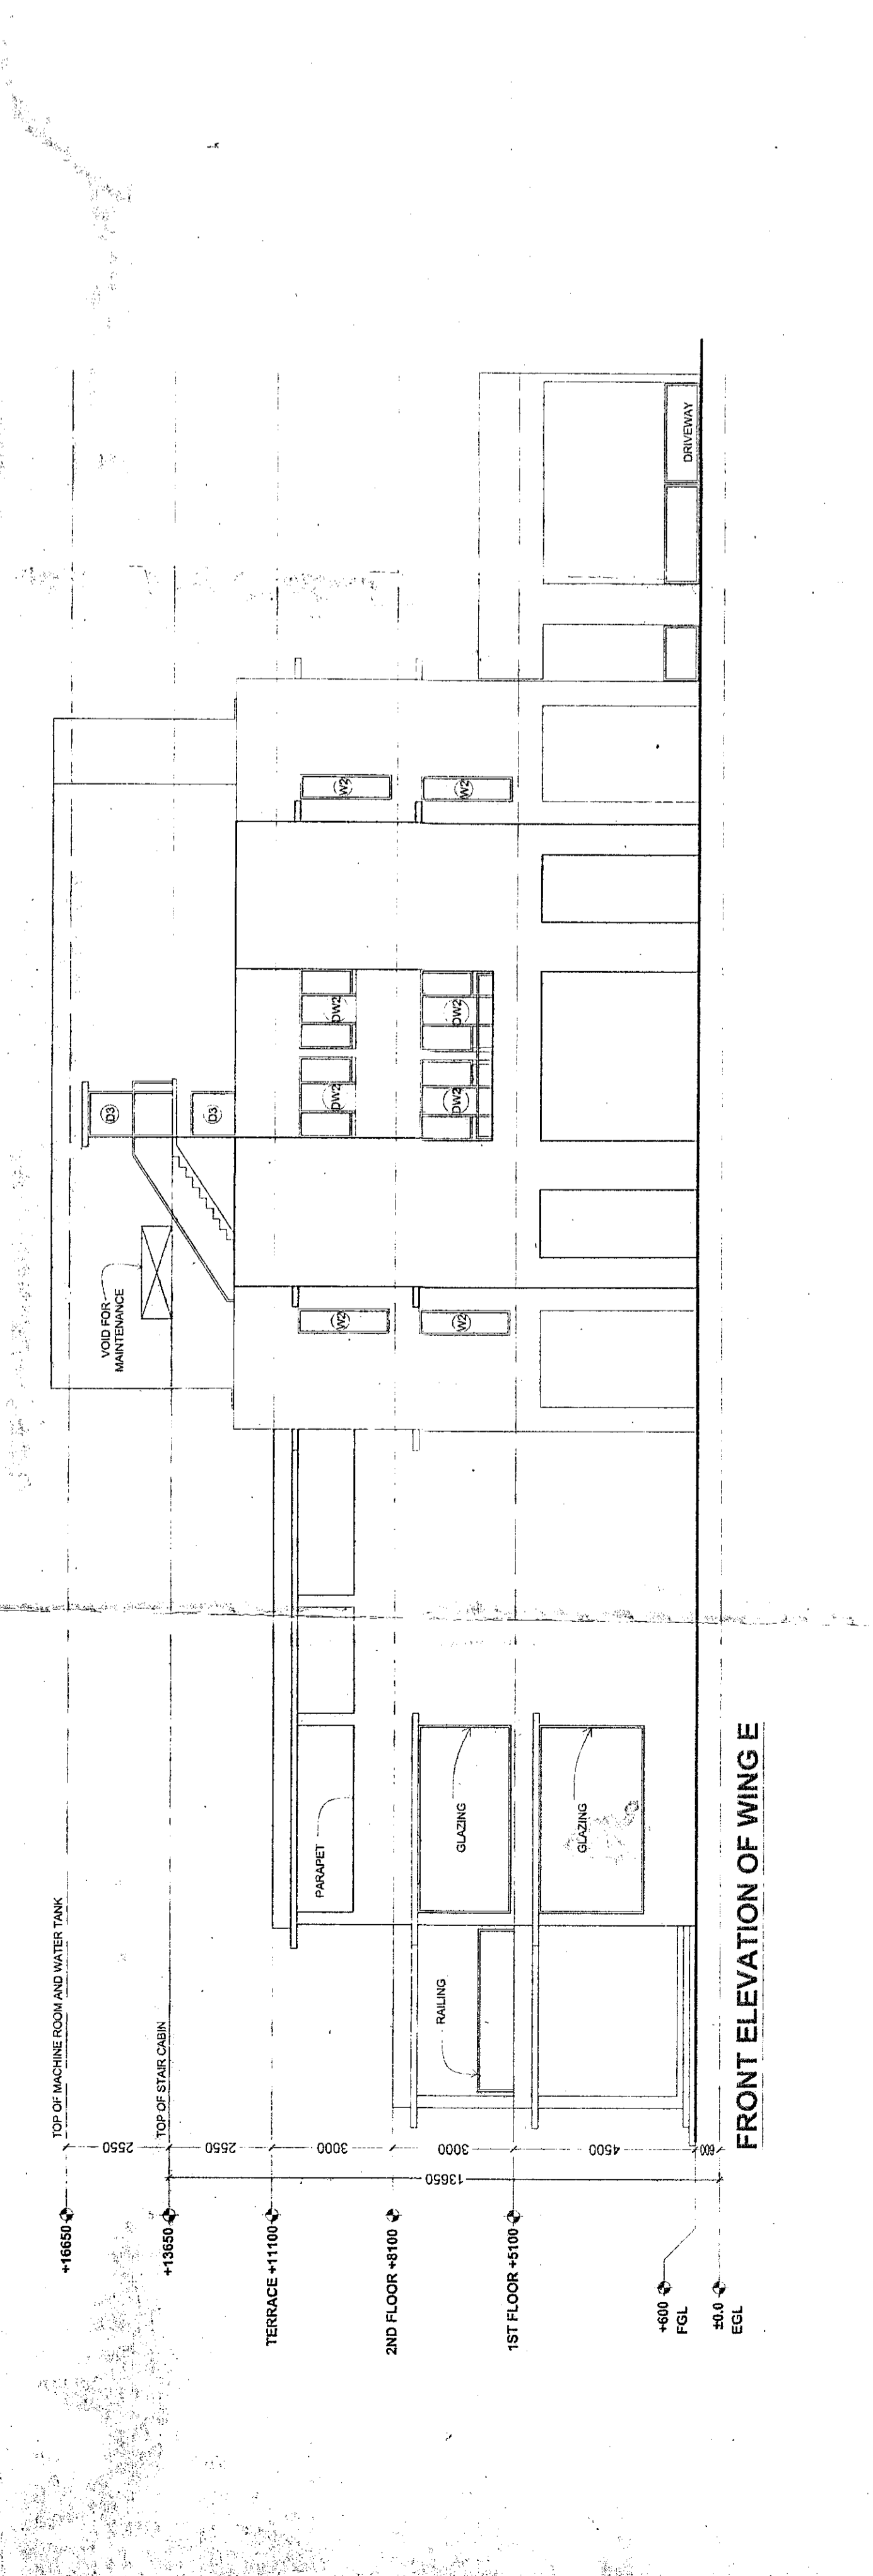 TOP OF MACHINE ROOM AND WATER TANK
+16650
2550
TOP OF STAIR CABIN
+13650
2550
TERRACE +11100
3000
2ND FLOOR +8100
3000
1ST FLOOR +5100
4500
13650
600
+600
FGL
±0.0
EGL
VOID FOR
MAINTENANCE
D3
D3
PARAPET
RAILING
GLAZING
GLAZING
W2
W2
DW2
DW2
DW2
DW2
W2
W2
DRIVEWAY
FRONT ELEVATION OF WING E